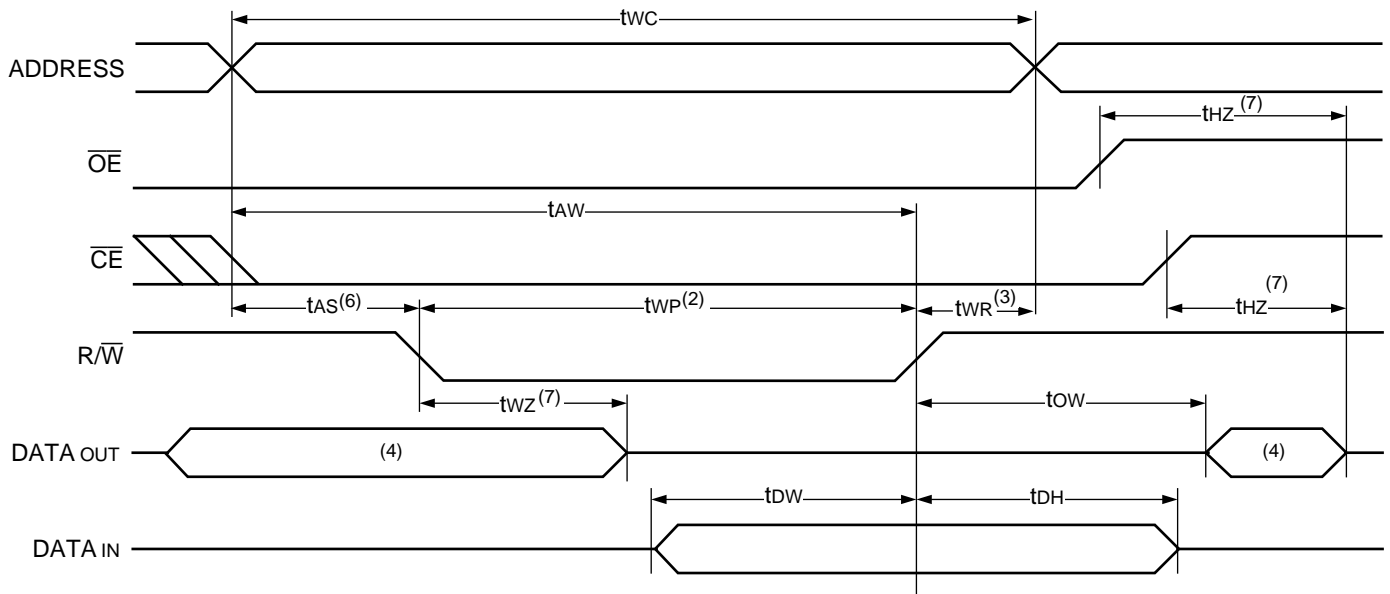 tWC
ADDRESS
tHZ(7)
OE
tAW
CE
tAS(6) tWP(2) tWR(3) tHZ(7)
R/W
tWZ(7) tOW
DATA OUT (4) (4)
tDW tDH
DATA IN